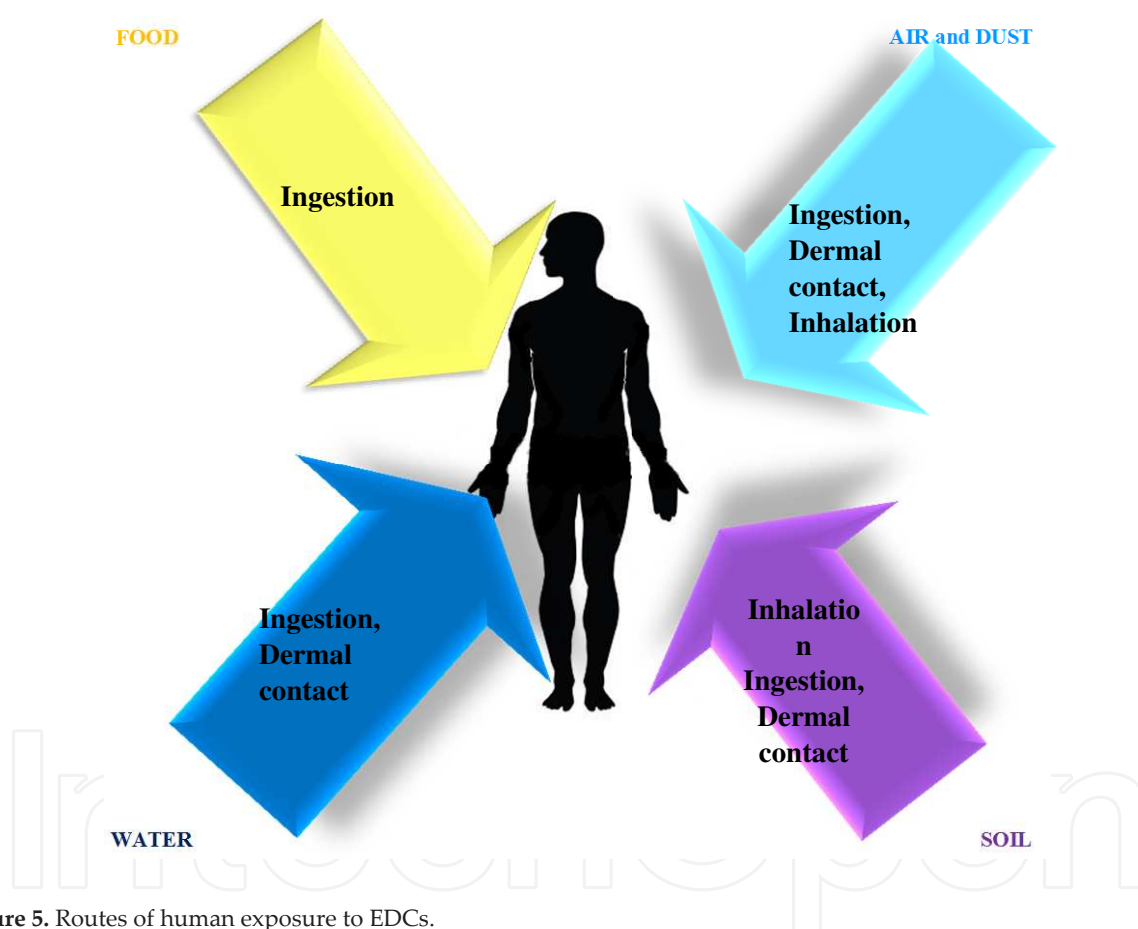 FOOD
AIR and DUST
Ingestion
Ingestion,
Dermal
contact,
Inhalation
Ingestion,
Dermal
contact
Inhalatio
n
Ingestion,
Dermal
contact
WATER
SOIL
ure 5. Routes of human exposure to EDCs.